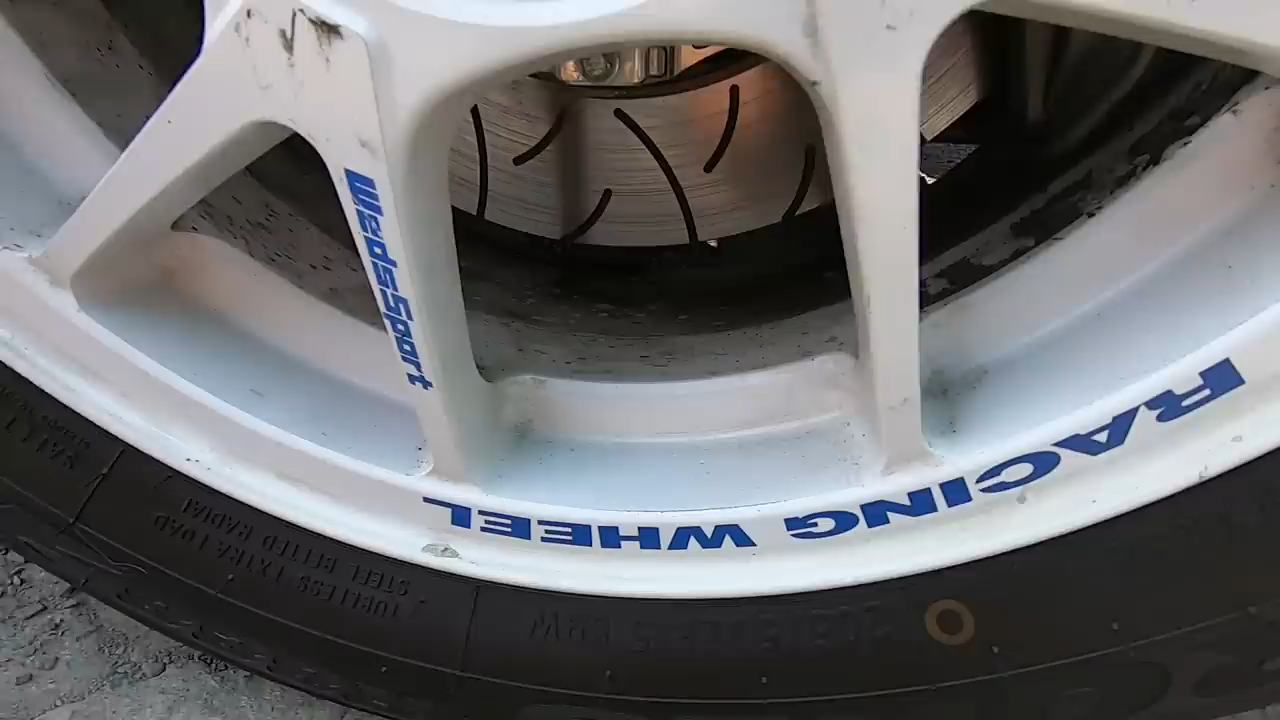 WedsSport
RACING WHEEL
TUBELESS EXTRA LOAD
STEEL BELTED RADIAL